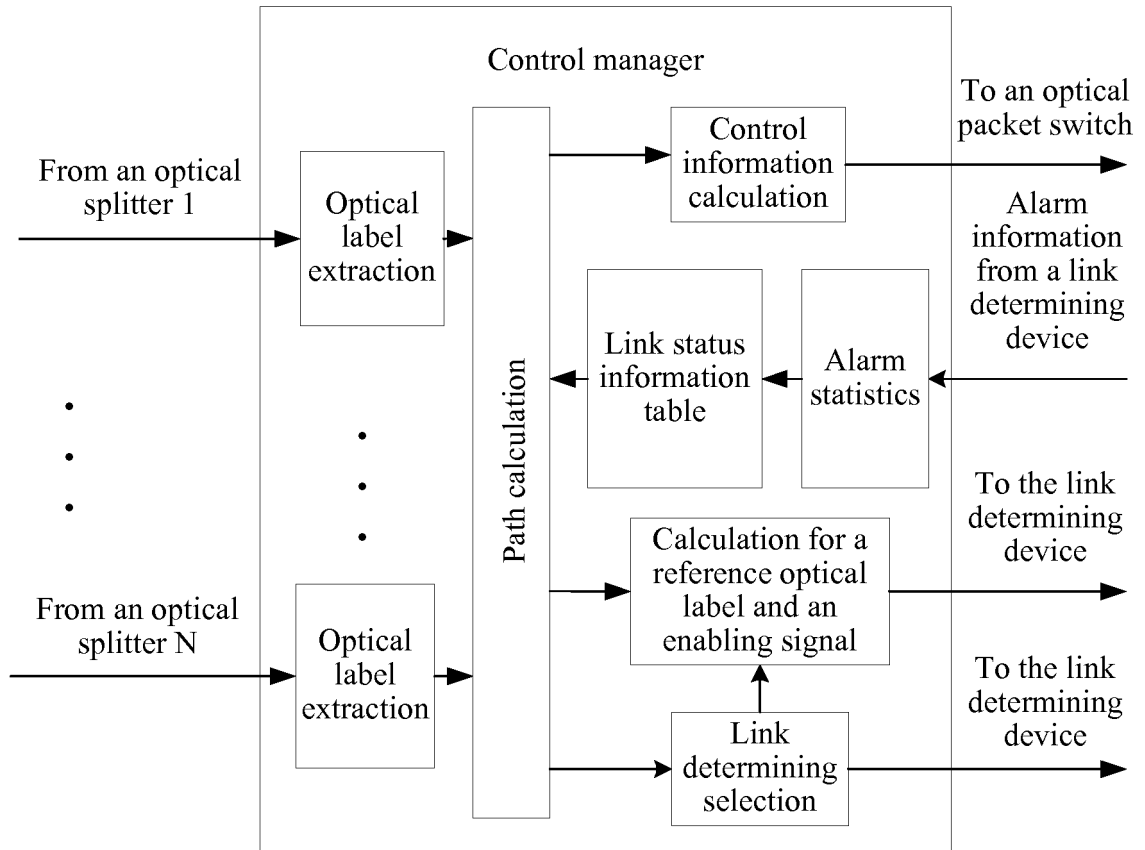 Control manager
From an optical
splitter 1
Optical
label
extraction
Path calculation
Control
information
calculation
To an optical
packet switch
Alarm
information
from a link
determining
device
Link status
information
table
Alarm
statistics
Calculation for a
reference optical
label and an
enabling signal
To the link
determining
device
From an optical
splitter N
Optical
label
extraction
Link
determining
selection
To the link
determining
device